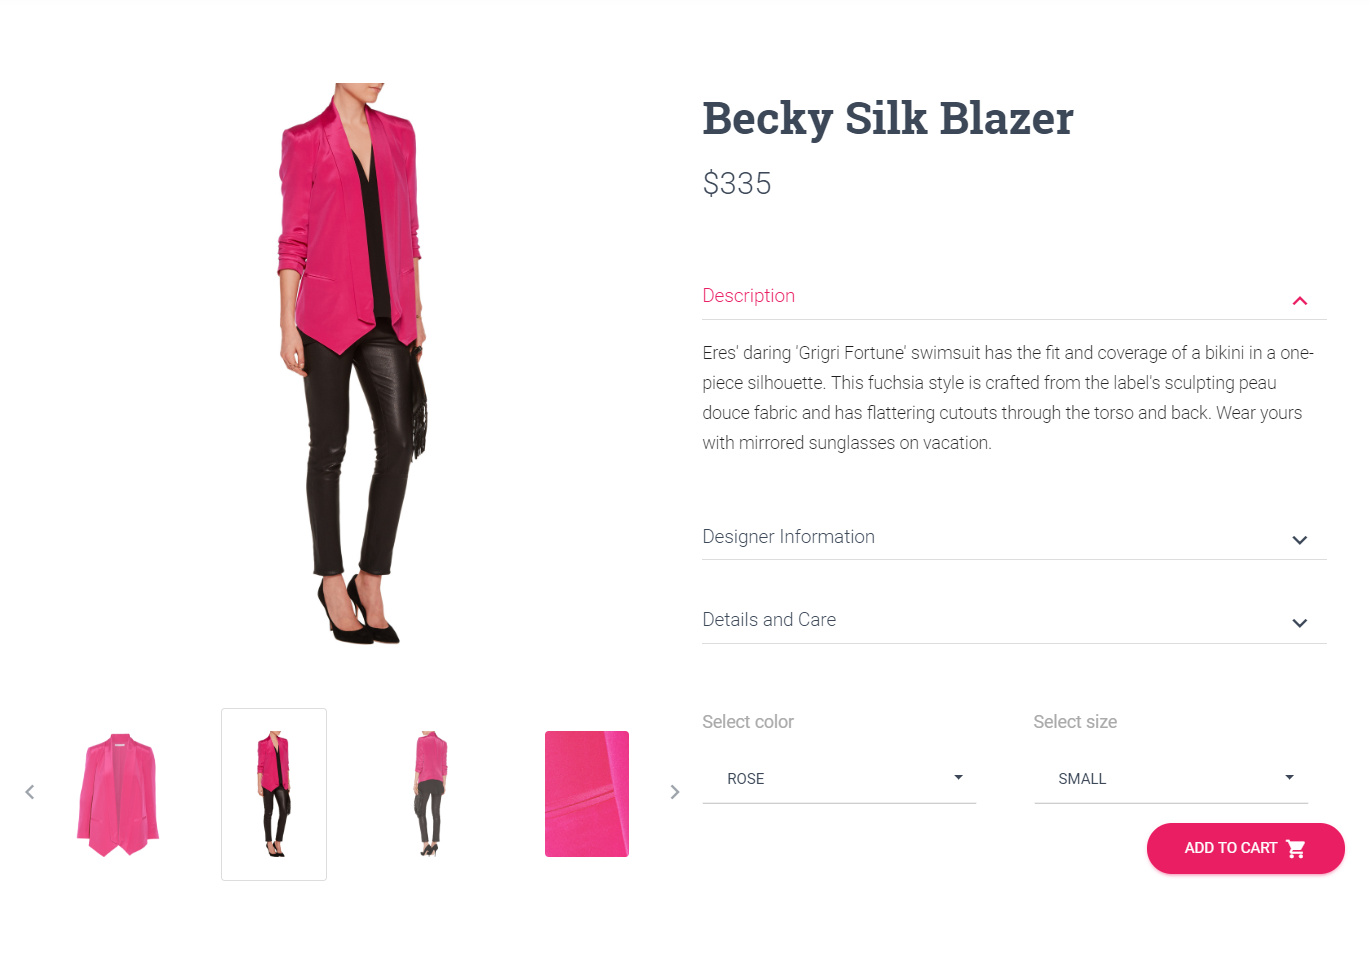 Becky Silk Blazer
$335
Description
Eres' daring 'Grigri Fortune' swimsuit has the fit and coverage of a bikini in a one-
piece silhouette. This fuchsia style is crafted from the label's sculpting peau
douce fabric and has flattering cutouts through the torso and back. Wear yours
with mirrored sunglasses on vacation.
Designer Information
Details and Care
Select color
Select size
ROSE
SMALL
ADD TO CART